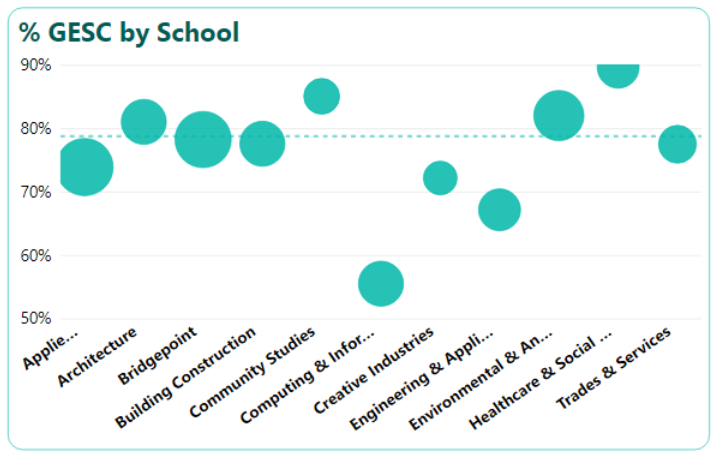 % GESC by School
90%
80%
70%
60%
50%
Applie...
Architecture
Bridgepoint
Building Construction
Community Studies
Computing & Infor...
Creative Industries
Engineering & Appli...
Environmental & An...
Healthcare & Social ...
Trades & Services